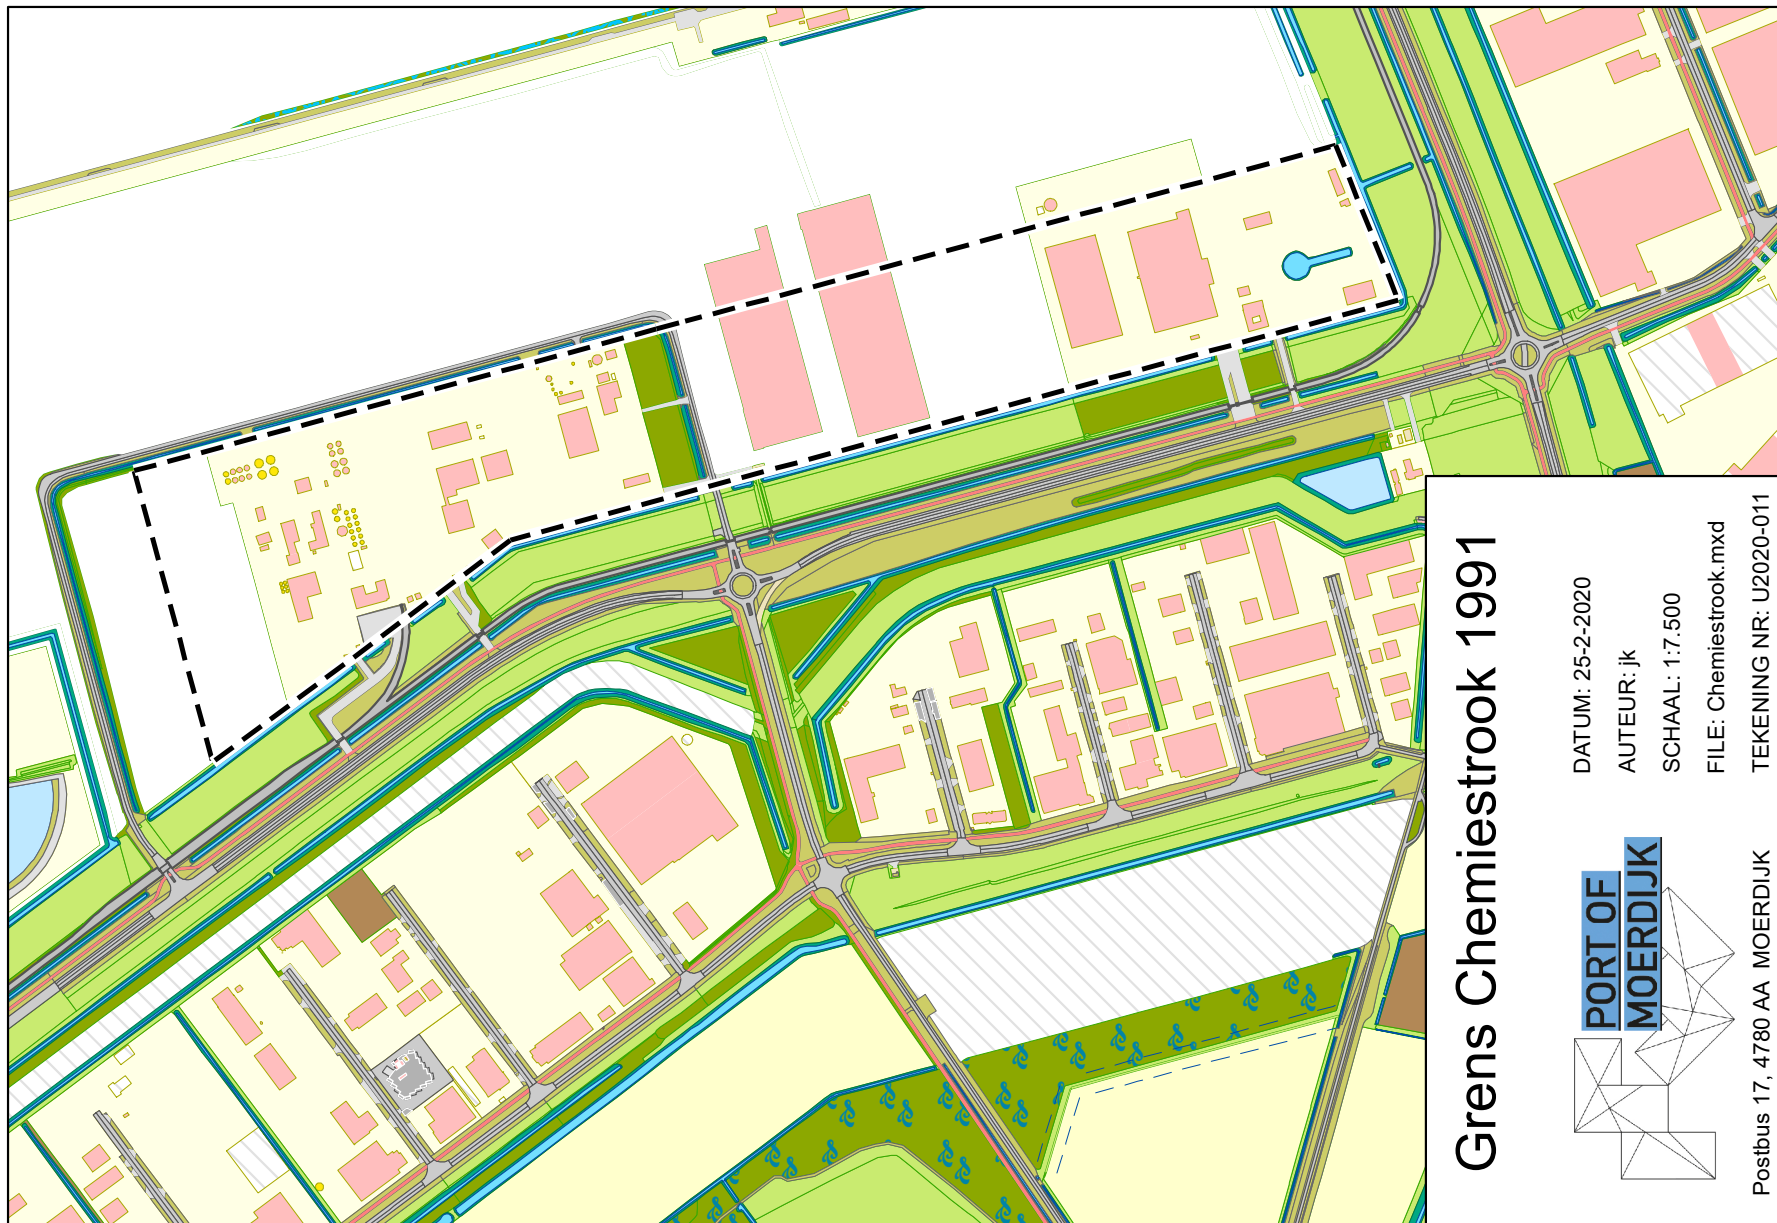 Grens Chemiestrook 1991
DATUM: 25-2-2020
AUTEUR: jk
SCHAAL: 1:7.500
FILE: Chemiestrook.mxd
TEKENING NR: U2020-011
PORT OF
MOERDIJK
Postbus 17, 4780 AA MOERDIJK